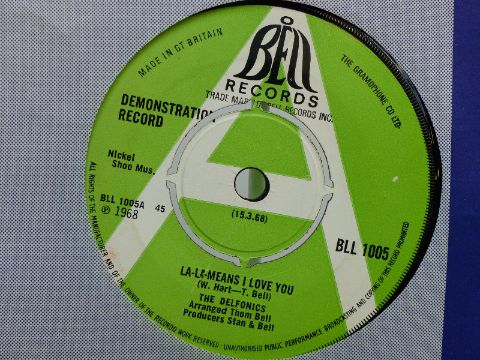 BELL
RECORDS
TRADE MARK OF BELL RECORDS INC.
MADE IN GT BRITAIN
THE GRAMOPHONE CO LTD·
DEMONSTRATION
RECORD
Nickel
Shoe Mus.
BLL 1005A 45
℗ 1968
(15.3.68)
BLL 1005
A
LA-LA-MEANS I LOVE YOU
(W. Hart—T. Bell)
THE DELFONICS
Arranged Thom Bell
Producers Stan & Bell
ALL RIGHTS OF THE MANUFACTURER AND OF THE OWNER OF THE RECORDED WORK RESERVED · UNAUTHORISED PUBLIC PERFORMANCE, BROADCASTING AND COPYING OF THIS RECORD PROHIBITED